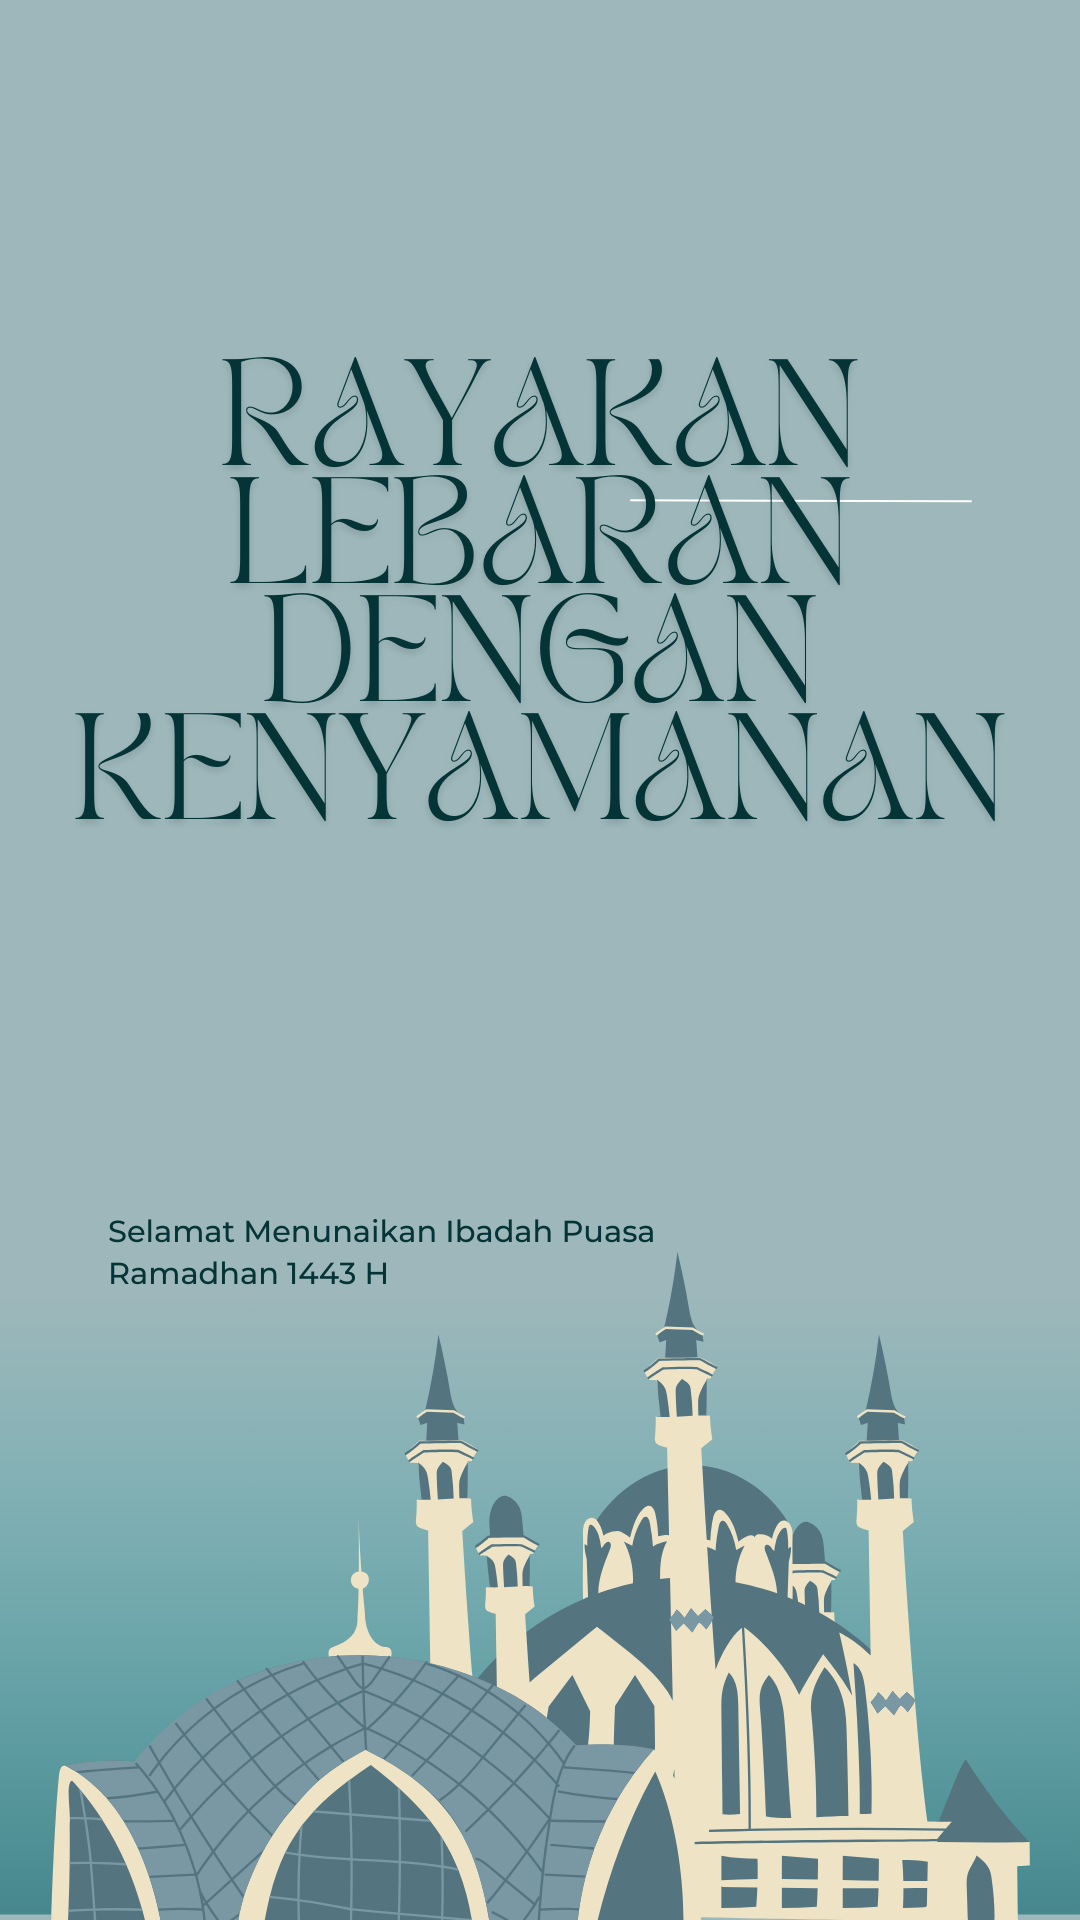 RAYAKAN
LEBARAN
DENGAN
KENYAMANAN
Selamat Menunaikan Ibadah Puasa
Ramadhan 1443 H